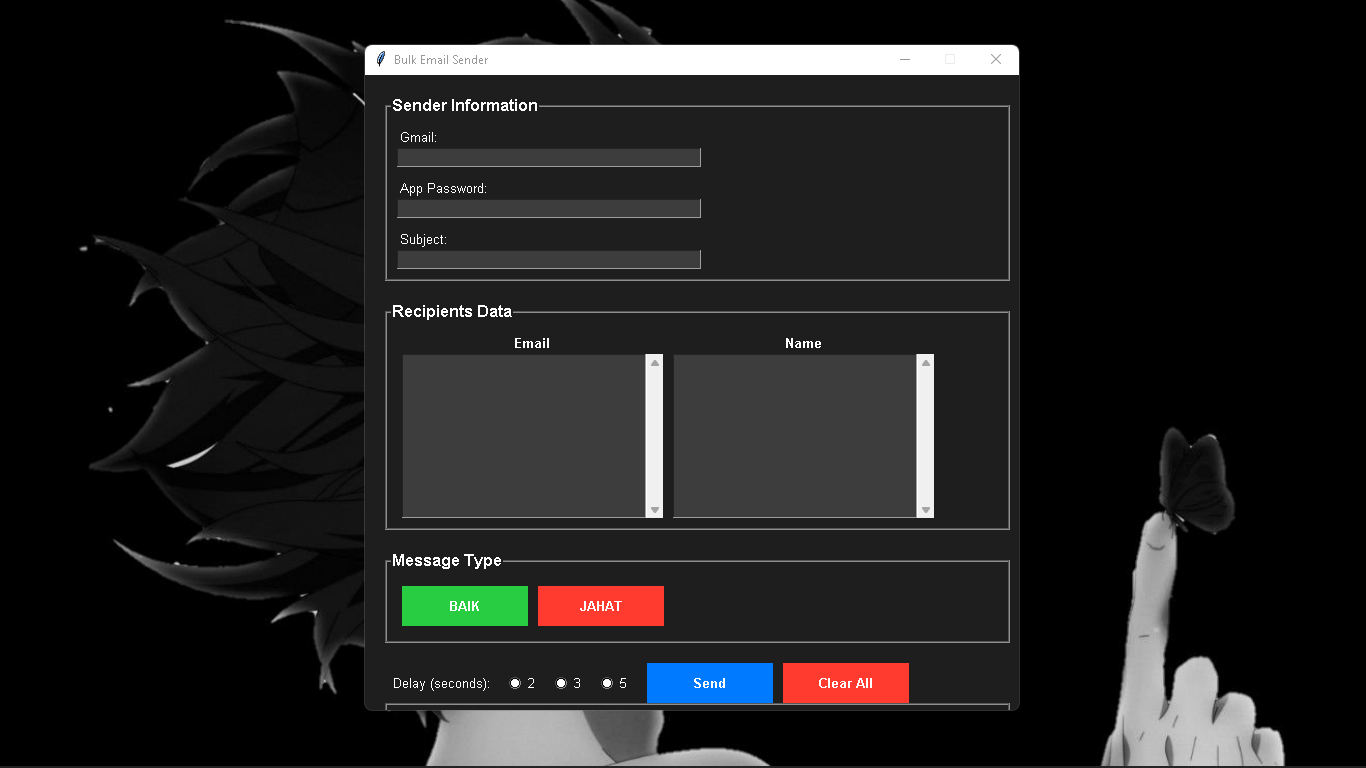 Bulk Email Sender
Sender Information
Gmail:
App Password:
Subject:
Recipients Data
Email Name
Message Type
BAIK JAHAT
Delay (seconds): 2 3 5 Send Clear All